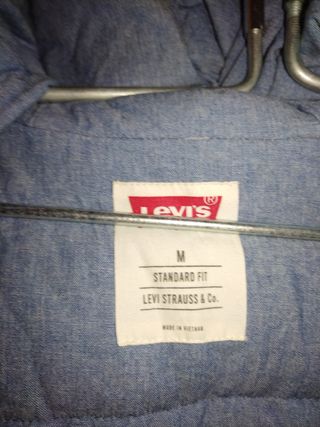 Levi's ®
M
STANDARD FIT
LEVI STRAUSS & Co.
MADE IN VIETNAM